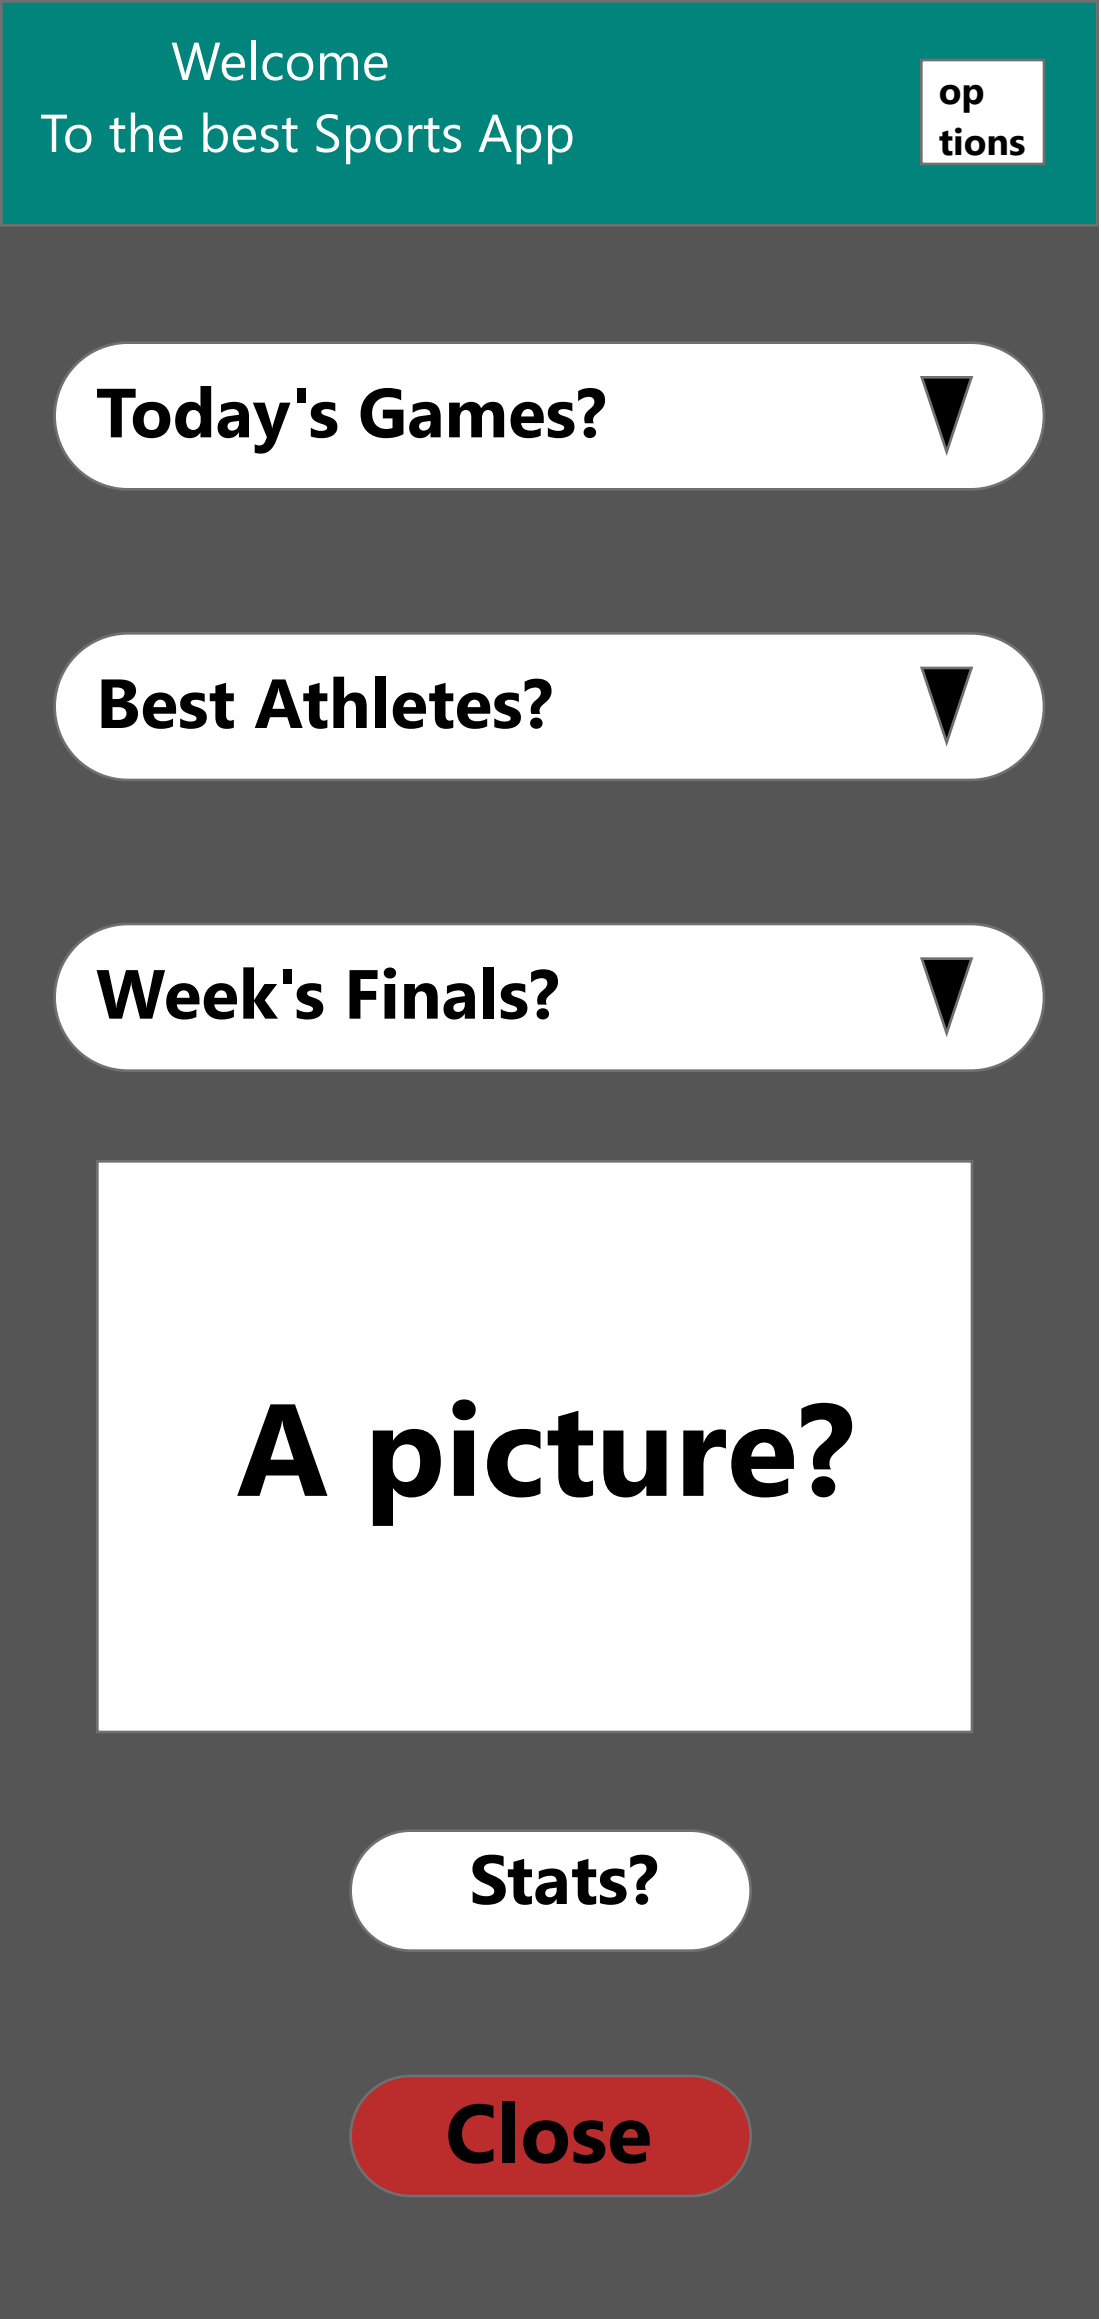 Welcome
To the best Sports App
op
tions
Today's Games?
Best Athletes?
Week's Finals?
A picture?
Stats?
Close